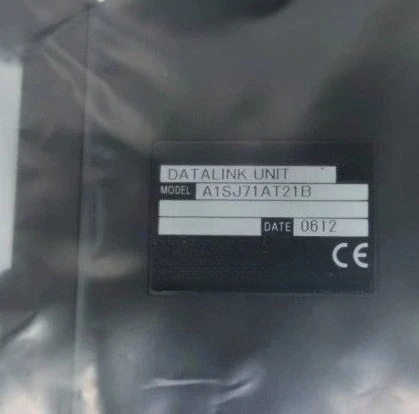 DATALINK UNIT
MODEL A1SJ71AT21B
DATE 0612
CE